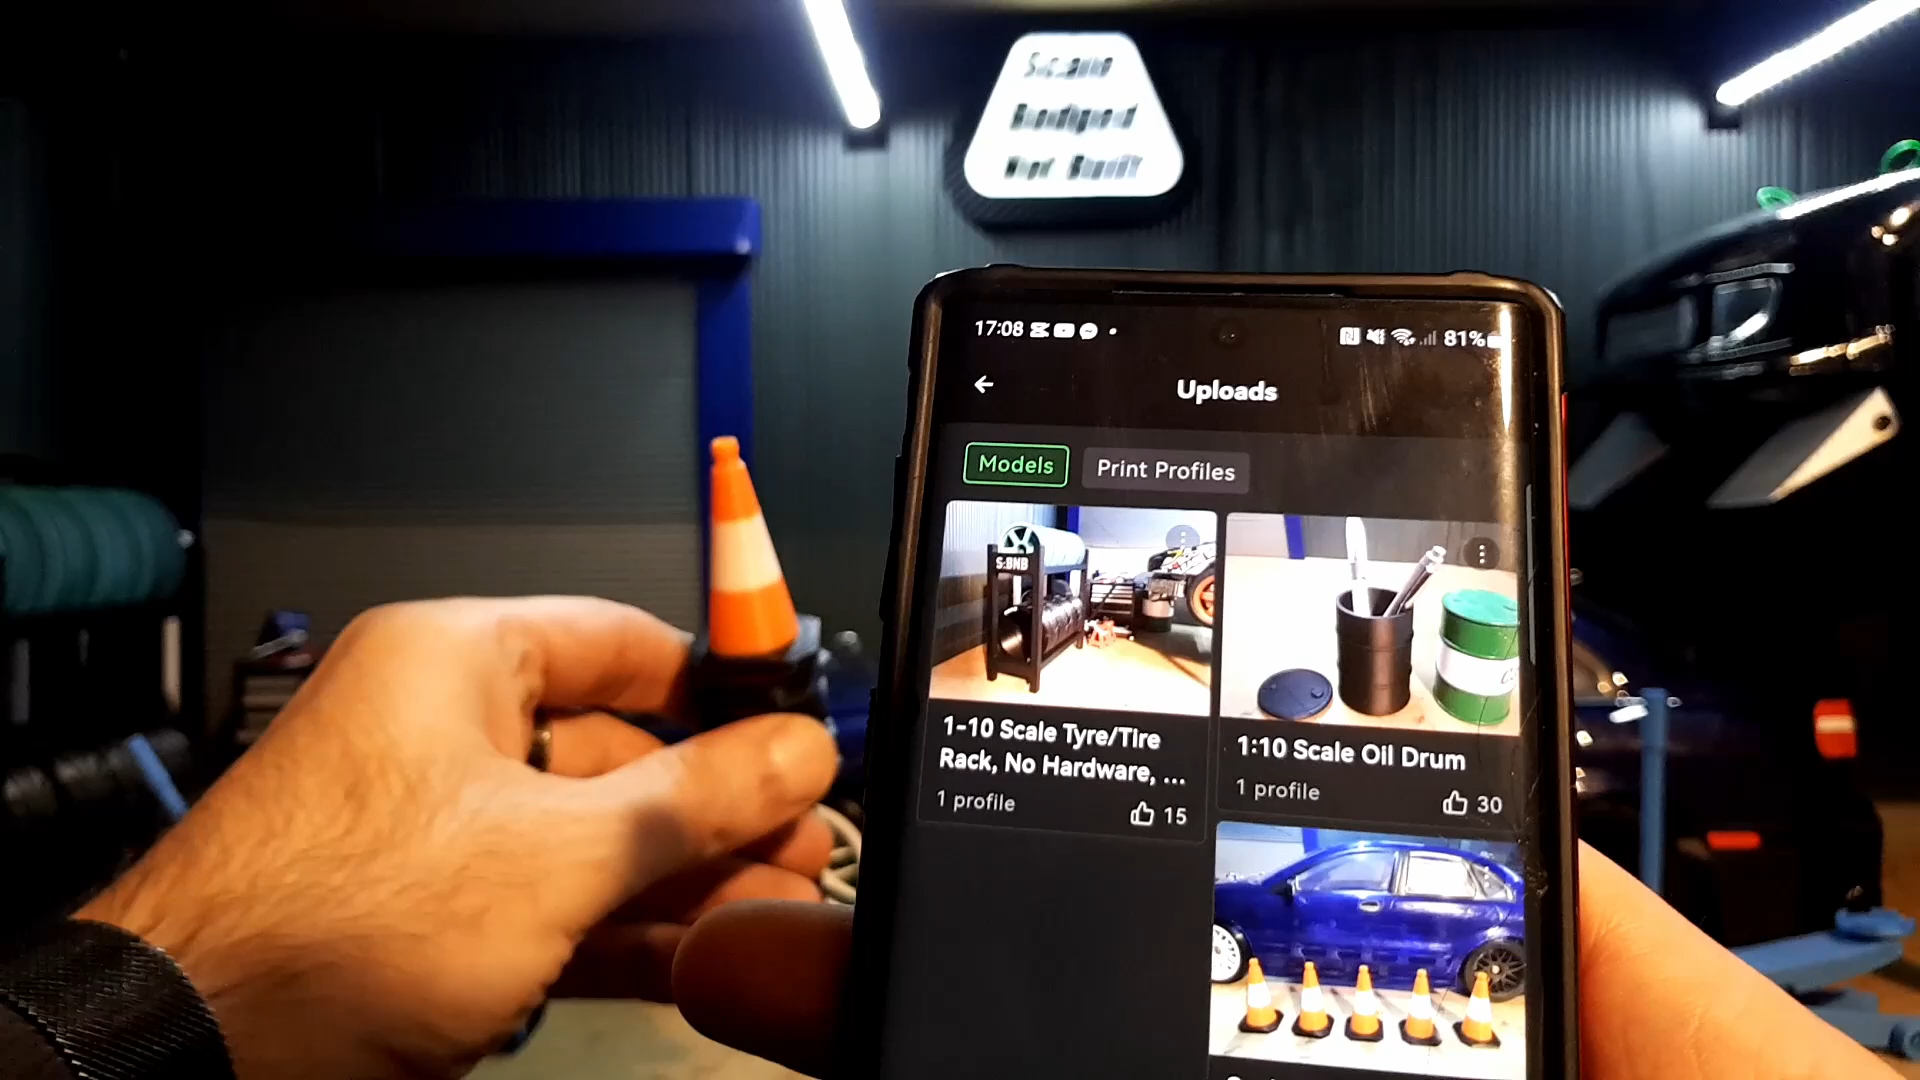 17:08
81%
Uploads
Models
Print Profiles
S:BNB
1-10 Scale Tyre/Tire
Rack, No Hardware, ...
1 profile
15
1:10 Scale Oil Drum
1 profile
30